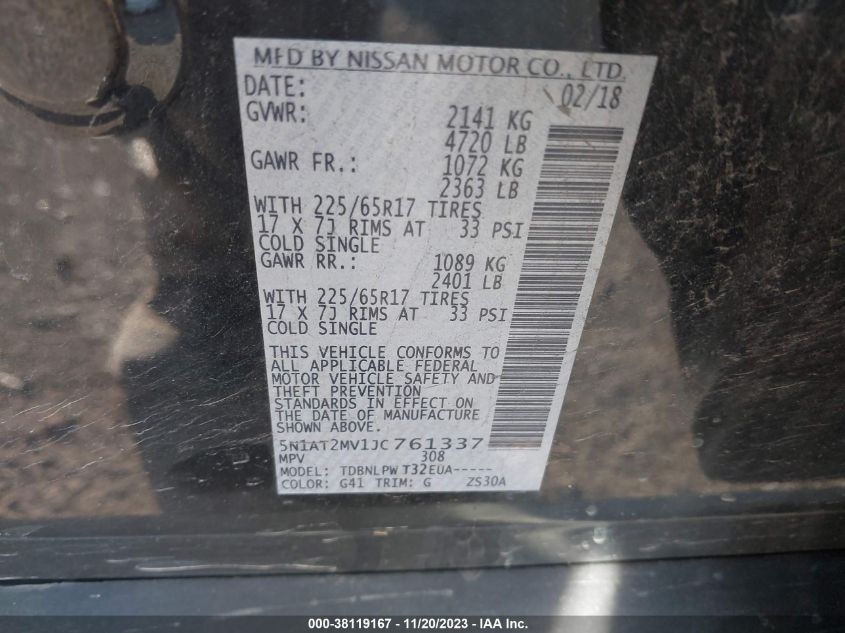 MFD BY NISSAN MOTOR CO., LTD.
DATE: 02/18
GVWR: 2141 KG
4720 LB
GAWR FR.: 1072 KG
2363 LB
WITH 225/65R17 TIRES
17 X 7J RIMS AT 33 PSI
COLD SINGLE
GAWR RR.: 1089 KG
2401 LB
WITH 225/65R17 TIRES
17 X 7J RIMS AT 33 PSI
COLD SINGLE
THIS VEHICLE CONFORMS TO
ALL APPLICABLE FEDERAL
MOTOR VEHICLE SAFETY AND
THEFT PREVENTION
STANDARDS IN EFFECT ON
THE DATE OF MANUFACTURE
SHOWN ABOVE.
5N1AT2MV1JC761337
MPV 308
MODEL: TDBNLPW T32EUA-----
COLOR: G41 TRIM: G ZS30A
000-38119167 - 11/20/2023 - IAA Inc.